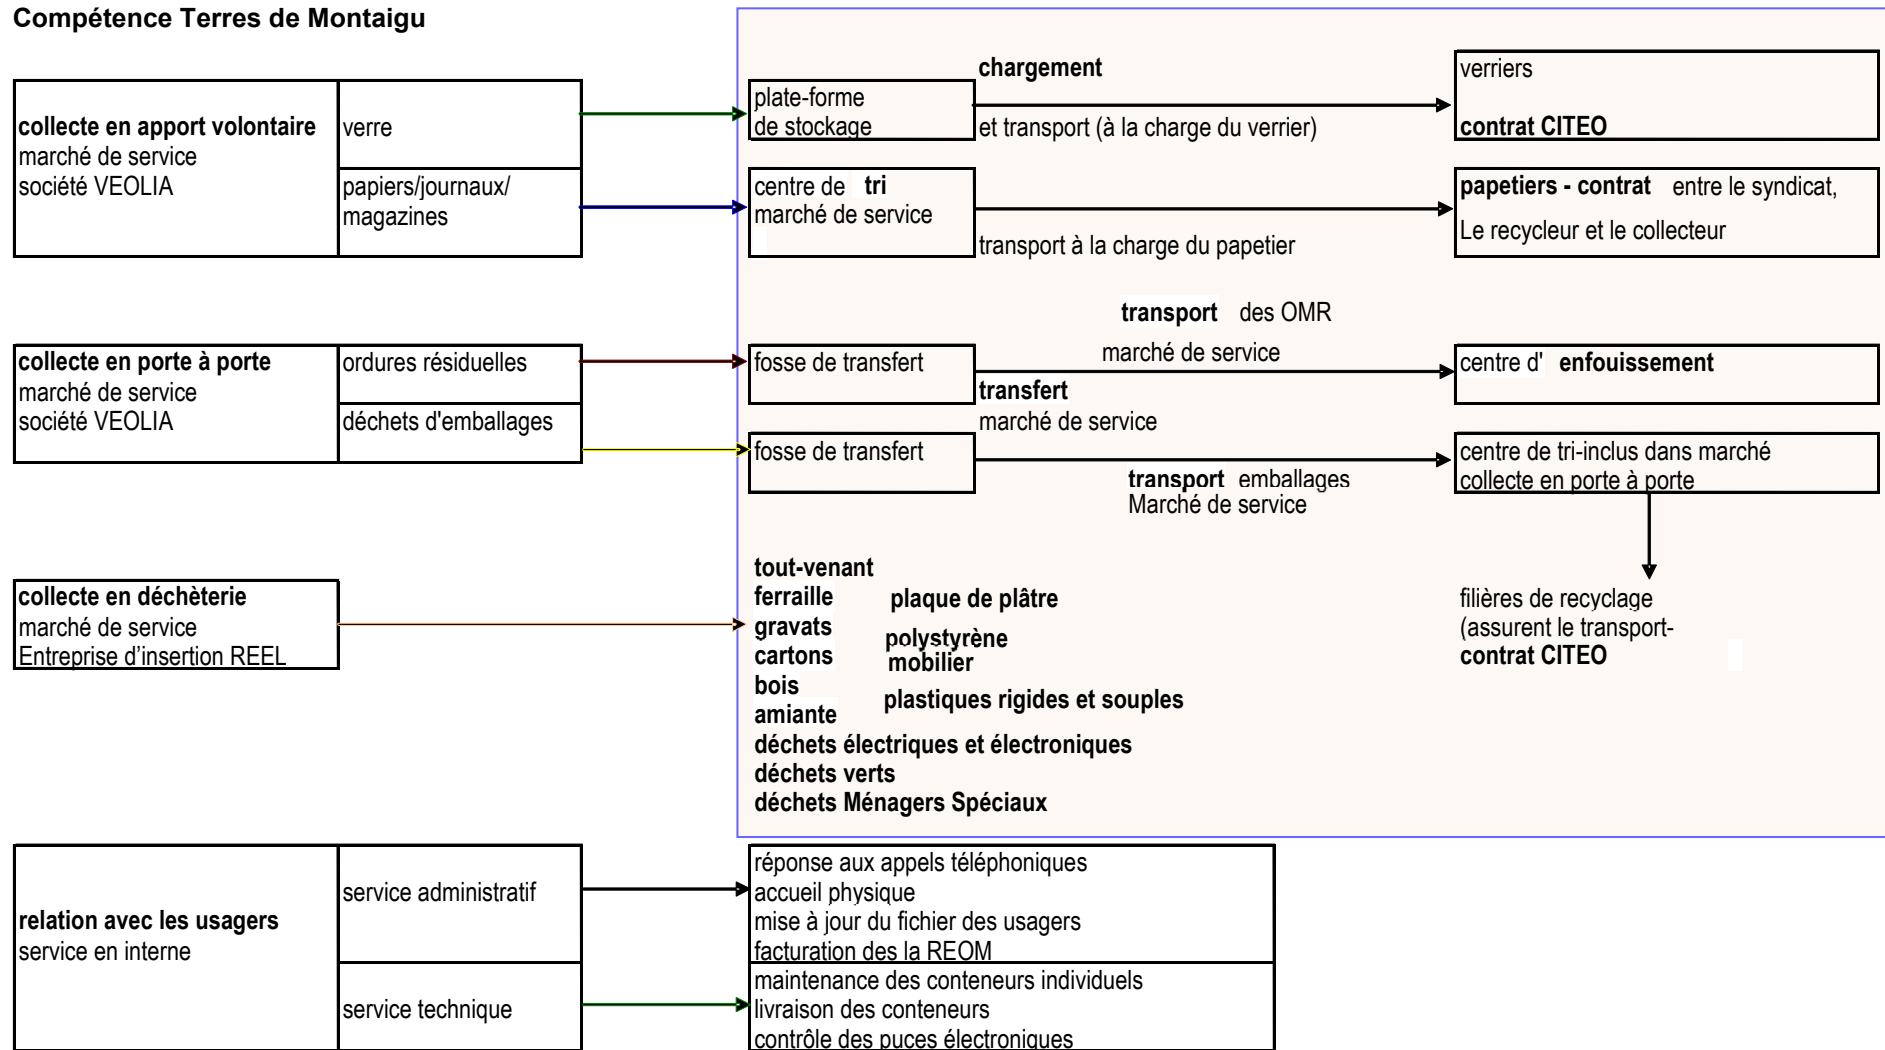 Compétence Terres de Montaigu
collecte en apport volontaire
marché de service
société VEOLIA
verre
papiers/journaux/
magazines
plate-forme
de stockage
chargement
et transport (à la charge du verrier)
verriers
contrat CITEO
centre de tri
marché de service
transport à la charge du papetier
papetiers - contrat entre le syndicat,
Le recycleur et le collecteur
collecte en porte à porte
marché de service
société VEOLIA
ordures résiduelles
déchets d'emballages
fosse de transfert
transport des OMR
marché de service
centre d' enfouissement
transfert
marché de service
fosse de transfert
transport emballages
Marché de service
centre de tri-inclus dans marché
collecte en porte à porte
filières de recyclage
(assurent le transport-
contrat CITEO
collecte en déchèterie
marché de service
Entreprise d’insertion REEL
tout-venant
ferraille
gravats
cartons
bois
amiante
déchets électriques et électroniques
déchets verts
déchets Ménagers Spéciaux
plaque de plâtre
polystyrène
mobilier
plastiques rigides et souples
relation avec les usagers
service en interne
service administratif
réponse aux appels téléphoniques
accueil physique
mise à jour du fichier des usagers
facturation des la REOM
service technique
maintenance des conteneurs individuels
livraison des conteneurs
contrôle des puces électroniques